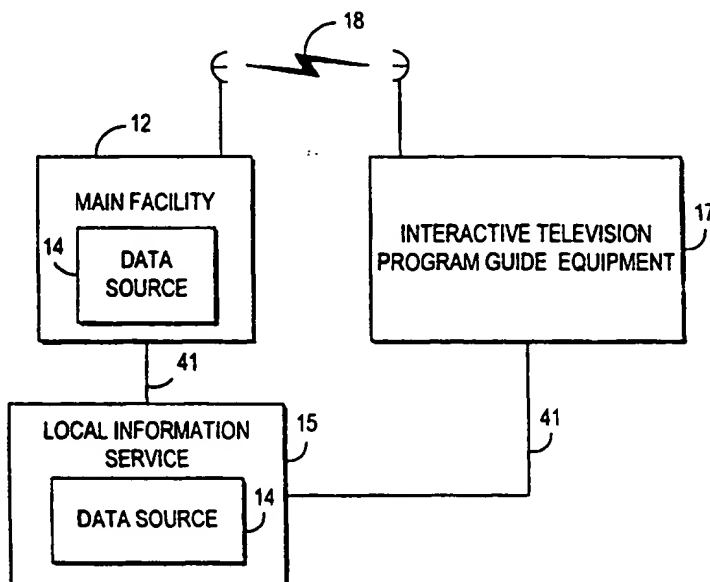 18
12
MAIN FACILITY
14
DATA
SOURCE
INTERACTIVE TELEVISION
PROGRAM GUIDE EQUIPMENT
17
41
LOCAL INFORMATION
SERVICE
15
41
DATA SOURCE
14